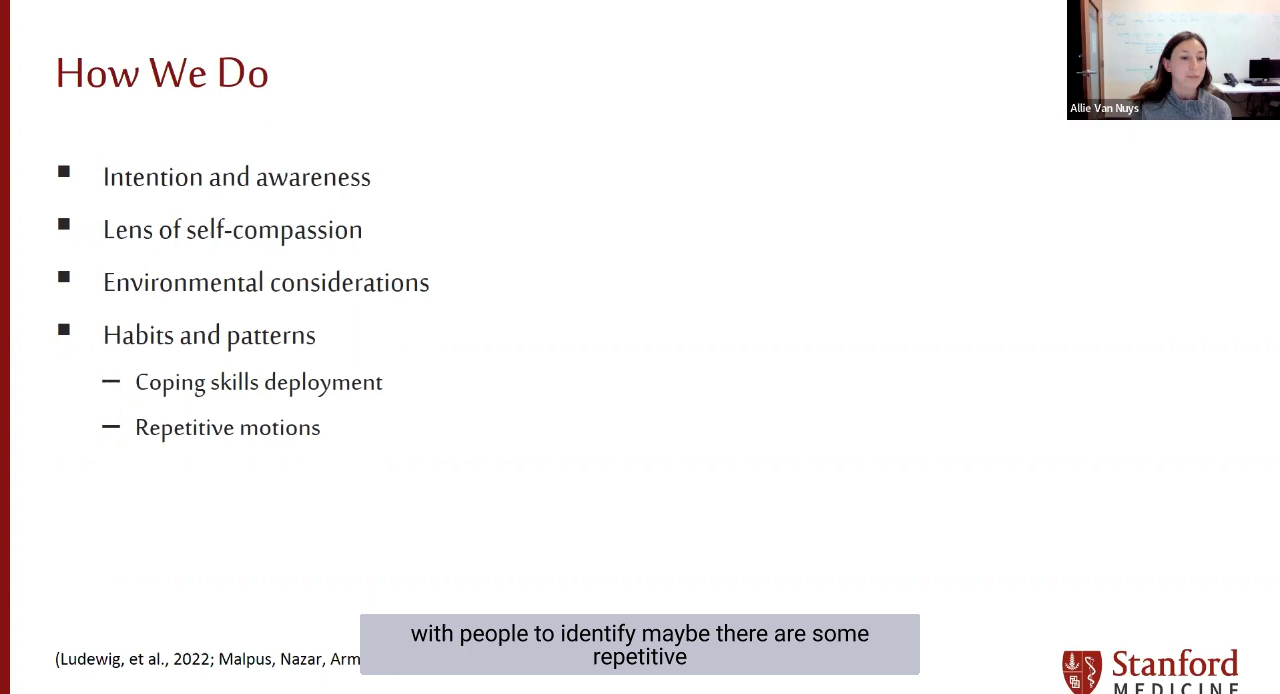 How We Do
Allie Van Nuys
Intention and awareness
Lens of self-compassion
Environmental considerations
Habits and patterns
Coping skills deployment
Repetitive motions
with people to identify maybe there are some
repetitive
(Ludewig, et al., 2022; Malpus, Nazar, Arm
Stanford
MEDICINE